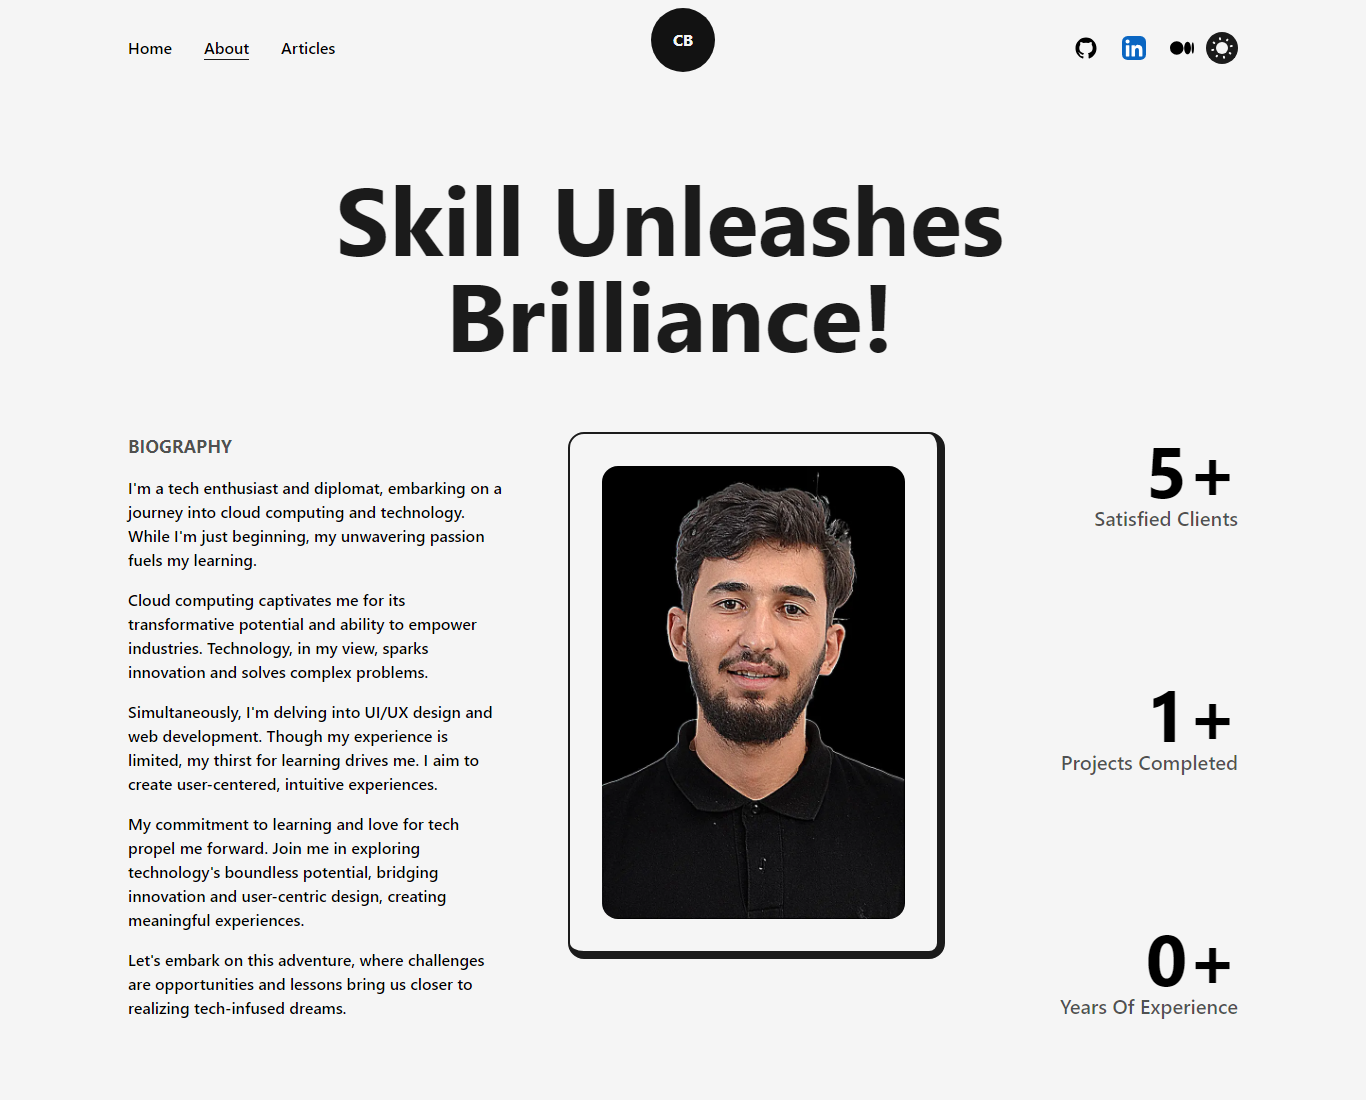 Home
About
Articles
CB
in
Skill Unleashes
Brilliance!
BIOGRAPHY
I'm a tech enthusiast and diplomat, embarking on a
journey into cloud computing and technology.
While I'm just beginning, my unwavering passion
fuels my learning.
Cloud computing captivates me for its
transformative potential and ability to empower
industries. Technology, in my view, sparks
innovation and solves complex problems.
Simultaneously, I'm delving into UI/UX design and
web development. Though my experience is
limited, my thirst for learning drives me. I aim to
create user-centered, intuitive experiences.
My commitment to learning and love for tech
propel me forward. Join me in exploring
technology's boundless potential, bridging
innovation and user-centric design, creating
meaningful experiences.
Let's embark on this adventure, where challenges
are opportunities and lessons bring us closer to
realizing tech-infused dreams.
5+
Satisfied Clients
1+
Projects Completed
0+
Years Of Experience